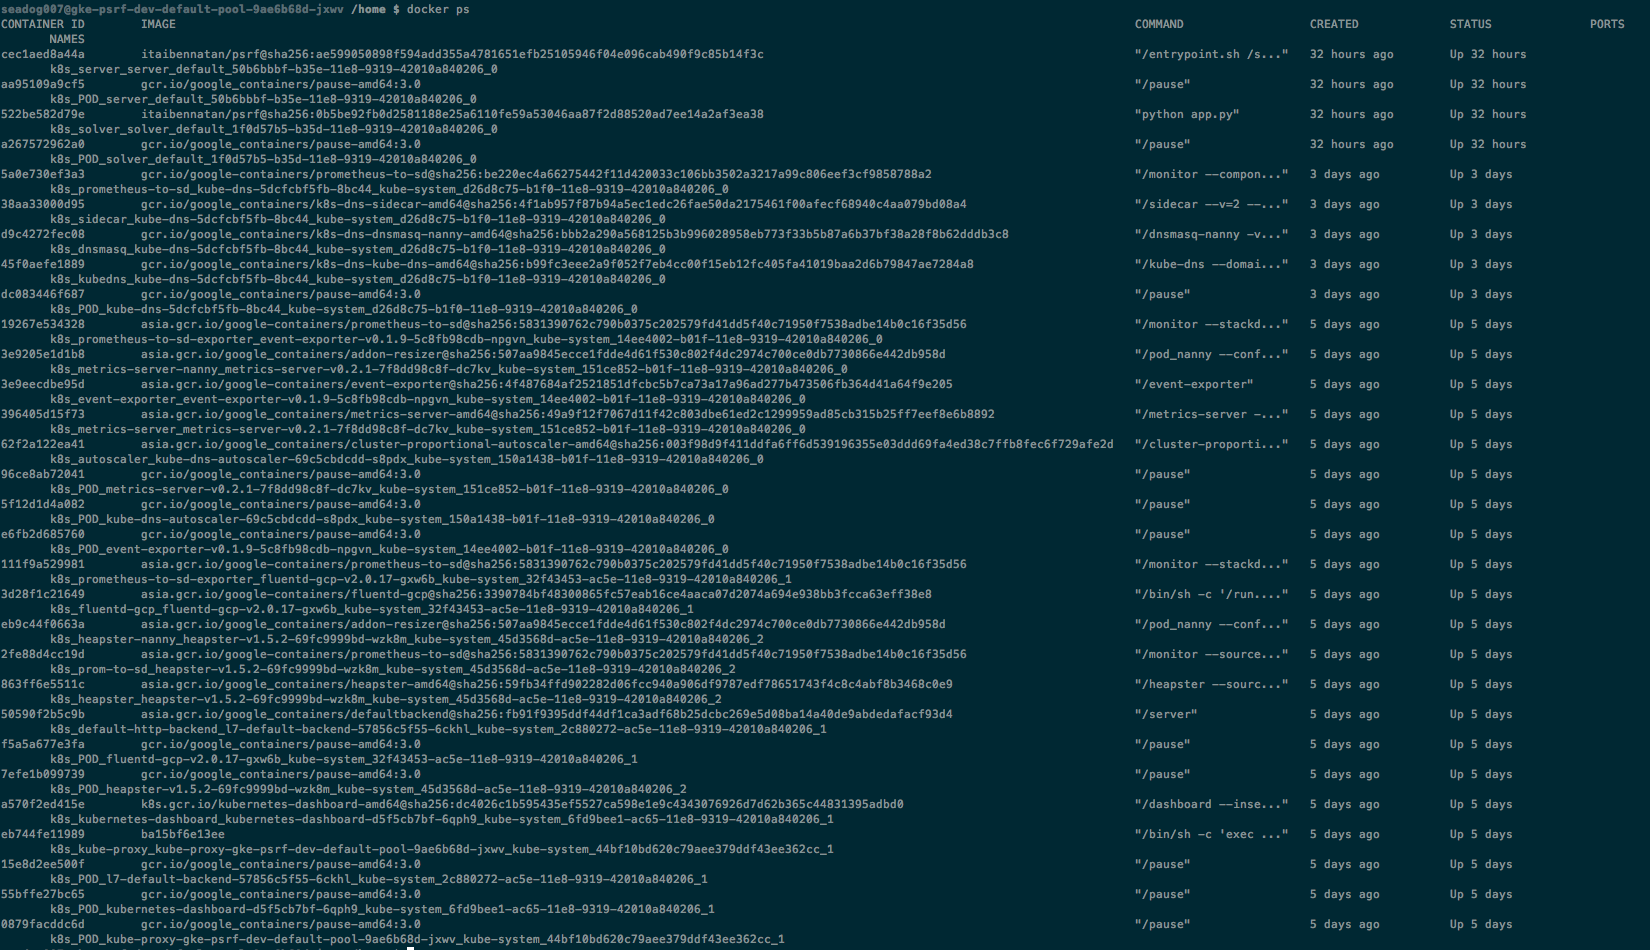 seadog007@gke-psrf-dev-default-pool-9ae6b68d-jxwv /home $ docker ps
CONTAINER ID        IMAGE        COMMAND        CREATED        STATUS        PORTS
NAMES
cec1aed8a44a        itaibennatan/psrf@sha256:ae599050898f594add355a4781651efb25105946f04e096cab490f9c85b14f3c        "/entrypoint.sh /s..."        32 hours ago        Up 32 hours
k8s_server_server_default_50b6bbbf-b35e-11e8-9319-42010a840206_0
aa95109a9cf5        gcr.io/google_containers/pause-amd64:3.0        "/pause"        32 hours ago        Up 32 hours
k8s_POD_server_default_50b6bbbf-b35e-11e8-9319-42010a840206_0
522be582d79e        itaibennatan/psrf@sha256:0b5be92fb0d2581188e25a6110fe59a53046aa87f2d88520ad7ee14a2af3ea38        "python app.py"        32 hours ago        Up 32 hours
k8s_solver_solver_default_1f0d57b5-b35d-11e8-9319-42010a840206_0
a267572962a0        gcr.io/google_containers/pause-amd64:3.0        "/pause"        32 hours ago        Up 32 hours
k8s_POD_solver_default_1f0d57b5-b35d-11e8-9319-42010a840206_0
5a0e730ef3a3        gcr.io/google-containers/prometheus-to-sd@sha256:be220ec4a66275442f11d420033c106bb3502a3217a99c806eef3cf9858788a2        "/monitor --compon..."        3 days ago        Up 3 days
k8s_prometheus-to-sd_kube-dns-5dcfcbf5fb-8bc44_kube-system_d26d8c75-b1f0-11e8-9319-42010a840206_0
38aa33000d95        gcr.io/google_containers/k8s-dns-sidecar-amd64@sha256:4f1ab957f87b94a5ec1edc26fae50da2175461f00afecf68940c4aa079bd08a4        "/sidecar --v=2 --..."        3 days ago        Up 3 days
k8s_sidecar_kube-dns-5dcfcbf5fb-8bc44_kube-system_d26d8c75-b1f0-11e8-9319-42010a840206_0
d9c4272fec08        gcr.io/google_containers/k8s-dns-dnsmasq-nanny-amd64@sha256:bbb2a290a568125b3b996028958eb773f33b5b87a6b37bf38a28f8b62dddb3c8        "/dnsmasq-nanny -v..."        3 days ago        Up 3 days
k8s_dnsmasq_kube-dns-5dcfcbf5fb-8bc44_kube-system_d26d8c75-b1f0-11e8-9319-42010a840206_0
45f0aefe1889        gcr.io/google_containers/k8s-dns-kube-dns-amd64@sha256:b99fc3eee2a9f052f7eb4cc00f15eb12fc405fa41019baa2d6b79847ae7284a8        "/kube-dns --domai..."        3 days ago        Up 3 days
k8s_kubedns_kube-dns-5dcfcbf5fb-8bc44_kube-system_d26d8c75-b1f0-11e8-9319-42010a840206_0
dc083446f687        gcr.io/google_containers/pause-amd64:3.0        "/pause"        3 days ago        Up 3 days
k8s_POD_kube-dns-5dcfcbf5fb-8bc44_kube-system_d26d8c75-b1f0-11e8-9319-42010a840206_0
19267e534328        asia.gcr.io/google-containers/prometheus-to-sd@sha256:5831390762c790b0375c202579fd41dd5f40c71950f7538adbe14b0c16f35d56        "/monitor --stackd..."        5 days ago        Up 5 days
k8s_prometheus-to-sd-exporter_event-exporter-v0.1.9-5c8fb98cdb-npgvn_kube-system_14ee4002-b01f-11e8-9319-42010a840206_0
3e9205e1d1b8        asia.gcr.io/google_containers/addon-resizer@sha256:507aa9845ecce1fdde4d61f530c802f4dc2974c700ce0db7730866e442db958d        "/pod_nanny --conf..."        5 days ago        Up 5 days
k8s_metrics-server-nanny_metrics-server-v0.2.1-7f8dd98c8f-dc7kv_kube-system_151ce852-b01f-11e8-9319-42010a840206_0
3e9eecdbe95d        asia.gcr.io/google-containers/event-exporter@sha256:4f487684af2521851dfcbc5b7ca73a17a96ad277b473506fb364d41a64f9e205        "/event-exporter"        5 days ago        Up 5 days
k8s_event-exporter_event-exporter-v0.1.9-5c8fb98cdb-npgvn_kube-system_14ee4002-b01f-11e8-9319-42010a840206_0
396405d15f73        asia.gcr.io/google_containers/metrics-server-amd64@sha256:49a9f12f7067d11f42c803dbe61ed2c1299959ad85cb315b25ff7eef8e6b8892        "/metrics-server -..."        5 days ago        Up 5 days
k8s_metrics-server_metrics-server-v0.2.1-7f8dd98c8f-dc7kv_kube-system_151ce852-b01f-11e8-9319-42010a840206_0
62f2a122ea41        asia.gcr.io/google_containers/cluster-proportional-autoscaler-amd64@sha256:003f98d9f411ddfa6ff6d539196355e03ddd69fa4ed38c7ffb8fec6f729afe2d        "/cluster-proporti..."        5 days ago        Up 5 days
k8s_autoscaler_kube-dns-autoscaler-69c5cbdcdd-s8pdx_kube-system_150a1438-b01f-11e8-9319-42010a840206_0
96ce8ab72041        gcr.io/google_containers/pause-amd64:3.0        "/pause"        5 days ago        Up 5 days
k8s_POD_metrics-server-v0.2.1-7f8dd98c8f-dc7kv_kube-system_151ce852-b01f-11e8-9319-42010a840206_0
5f12d1d4a082        gcr.io/google_containers/pause-amd64:3.0        "/pause"        5 days ago        Up 5 days
k8s_POD_kube-dns-autoscaler-69c5cbdcdd-s8pdx_kube-system_150a1438-b01f-11e8-9319-42010a840206_0
e6fb2d685760        gcr.io/google_containers/pause-amd64:3.0        "/pause"        5 days ago        Up 5 days
k8s_POD_event-exporter-v0.1.9-5c8fb98cdb-npgvn_kube-system_14ee4002-b01f-11e8-9319-42010a840206_0
111f9a529981        asia.gcr.io/google-containers/prometheus-to-sd@sha256:5831390762c790b0375c202579fd41dd5f40c71950f7538adbe14b0c16f35d56        "/monitor --stackd..."        5 days ago        Up 5 days
k8s_prometheus-to-sd-exporter_fluentd-gcp-v2.0.17-gxw6b_kube-system_32f43453-ac5e-11e8-9319-42010a840206_1
3d28f1c21649        asia.gcr.io/google-containers/fluentd-gcp@sha256:3390784bf48300865fc57eab16ce4aaca07d2074a694e938bb3fcca63eff38e8        "/bin/sh -c '/run...."        5 days ago        Up 5 days
k8s_fluentd-gcp_fluentd-gcp-v2.0.17-gxw6b_kube-system_32f43453-ac5e-11e8-9319-42010a840206_1
eb9c44f0663a        asia.gcr.io/google_containers/addon-resizer@sha256:507aa9845ecce1fdde4d61f530c802f4dc2974c700ce0db7730866e442db958d        "/pod_nanny --conf..."        5 days ago        Up 5 days
k8s_heapster-nanny_heapster-v1.5.2-69fc9999bd-wzk8m_kube-system_45d3568d-ac5e-11e8-9319-42010a840206_2
2fe88d4cc19d        asia.gcr.io/google-containers/prometheus-to-sd@sha256:5831390762c790b0375c202579fd41dd5f40c71950f7538adbe14b0c16f35d56        "/monitor --source..."        5 days ago        Up 5 days
k8s_prom-to-sd_heapster-v1.5.2-69fc9999bd-wzk8m_kube-system_45d3568d-ac5e-11e8-9319-42010a840206_2
863ff6e5511c        asia.gcr.io/google_containers/heapster-amd64@sha256:59fb34ffd902282d06fcc940a906df9787edf78651743f4c8c4abf8b3468c0e9        "/heapster --sourc..."        5 days ago        Up 5 days
k8s_heapster_heapster-v1.5.2-69fc9999bd-wzk8m_kube-system_45d3568d-ac5e-11e8-9319-42010a840206_2
50590f2b5c9b        asia.gcr.io/google_containers/defaultbackend@sha256:fb91f9395ddf44df1ca3adf68b25dcbc269e5d08ba14a40de9abdedafacf93d4        "/server"        5 days ago        Up 5 days
k8s_default-http-backend_l7-default-backend-57856c5f55-6ckhl_kube-system_2c880272-ac5e-11e8-9319-42010a840206_1
f5a5a677e3fa        gcr.io/google_containers/pause-amd64:3.0        "/pause"        5 days ago        Up 5 days
k8s_POD_fluentd-gcp-v2.0.17-gxw6b_kube-system_32f43453-ac5e-11e8-9319-42010a840206_1
7efe1b099739        gcr.io/google_containers/pause-amd64:3.0        "/pause"        5 days ago        Up 5 days
k8s_POD_heapster-v1.5.2-69fc9999bd-wzk8m_kube-system_45d3568d-ac5e-11e8-9319-42010a840206_2
a570f2ed415e        k8s.gcr.io/kubernetes-dashboard-amd64@sha256:dc4026c1b595435ef5527ca598e1e9c4343076926d7d62b365c44831395adbd0        "/dashboard --inse..."        5 days ago        Up 5 days
k8s_kubernetes-dashboard_kubernetes-dashboard-d5f5cb7bf-6qph9_kube-system_6fd9bee1-ac65-11e8-9319-42010a840206_1
eb744fe11989        ba15bf6e13ee        "/bin/sh -c 'exec ..."        5 days ago        Up 5 days
k8s_kube-proxy_kube-proxy-gke-psrf-dev-default-pool-9ae6b68d-jxwv_kube-system_44bf10bd620c79aee379ddf43ee362cc_1
15e8d2ee500f        gcr.io/google_containers/pause-amd64:3.0        "/pause"        5 days ago        Up 5 days
k8s_POD_l7-default-backend-57856c5f55-6ckhl_kube-system_2c880272-ac5e-11e8-9319-42010a840206_1
55bffe27bc65        gcr.io/google_containers/pause-amd64:3.0        "/pause"        5 days ago        Up 5 days
k8s_POD_kubernetes-dashboard-d5f5cb7bf-6qph9_kube-system_6fd9bee1-ac65-11e8-9319-42010a840206_1
0879facddc6d        gcr.io/google_containers/pause-amd64:3.0        "/pause"        5 days ago        Up 5 days
k8s_POD_kube-proxy-gke-psrf-dev-default-pool-9ae6b68d-jxwv_kube-system_44bf10bd620c79aee379ddf43ee362cc_1